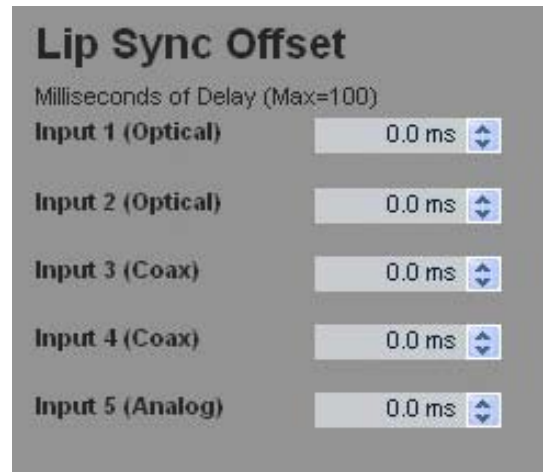 Lip Sync Offset
Milliseconds of Delay (Max=100)
Input 1 (Optical) 0.0 ms
Input 2 (Optical) 0.0 ms
Input 3 (Coax) 0.0 ms
Input 4 (Coax) 0.0 ms
Input 5 (Analog) 0.0 ms